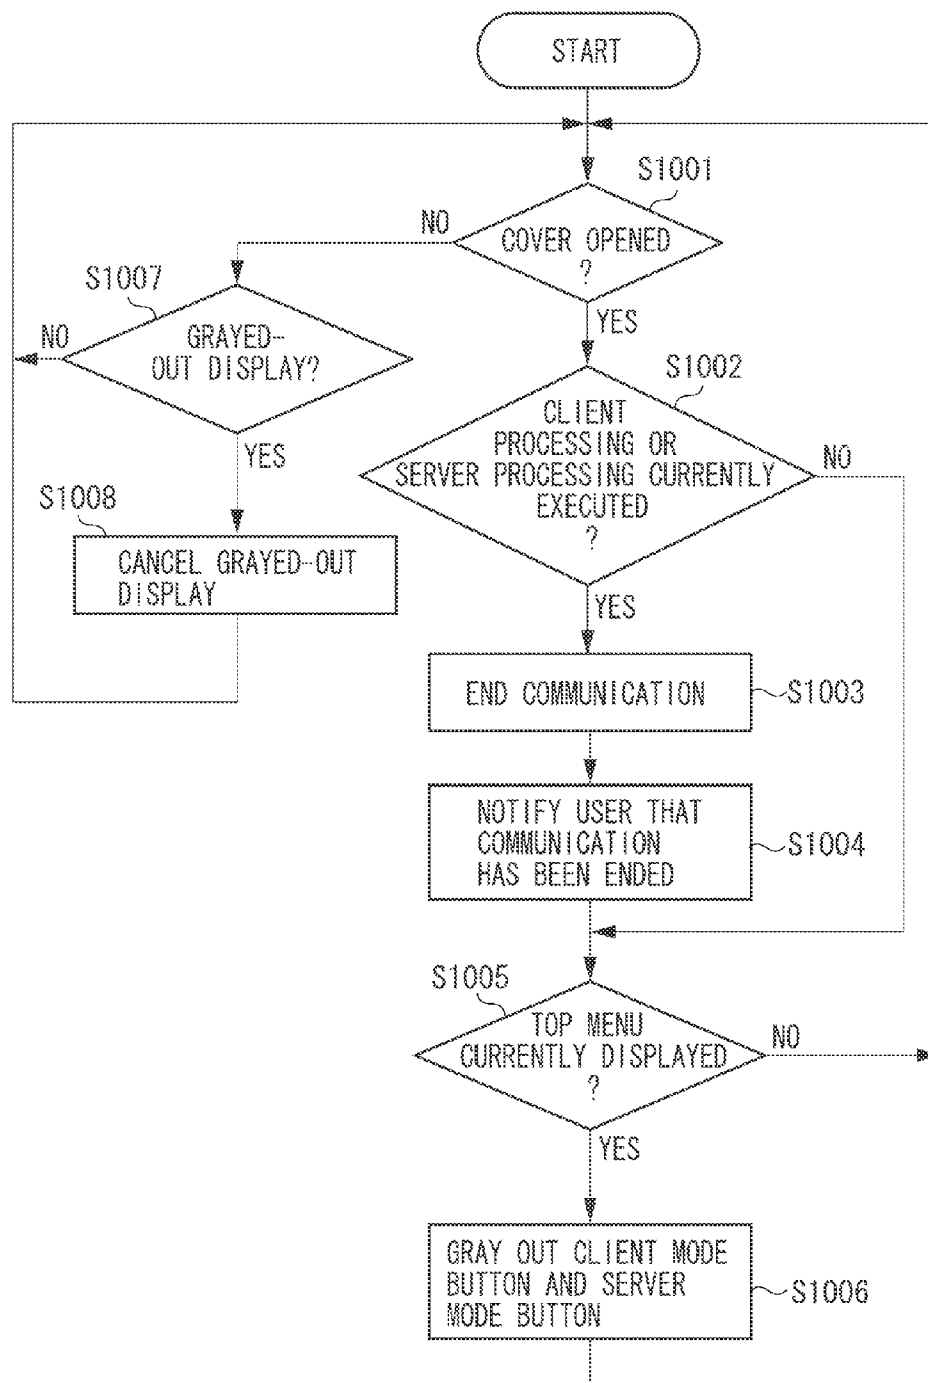 START
S1001
NO
COVER OPENED
?
YES
S1007
NO
GRAYED-
OUT DISPLAY?
YES
S1008
CANCEL GRAYED-OUT
DISPLAY
S1002
CLIENT
PROCESSING OR
SERVER PROCESSING CURRENTLY
EXECUTED
?
NO
YES
END COMMUNICATION
S1003
NOTIFY USER THAT
COMMUNICATION
HAS BEEN ENDED
S1004
S1005
TOP MENU
CURRENTLY DISPLAYED
?
NO
YES
GRAY OUT CLIENT MODE
BUTTON AND SERVER
MODE BUTTON
S1006